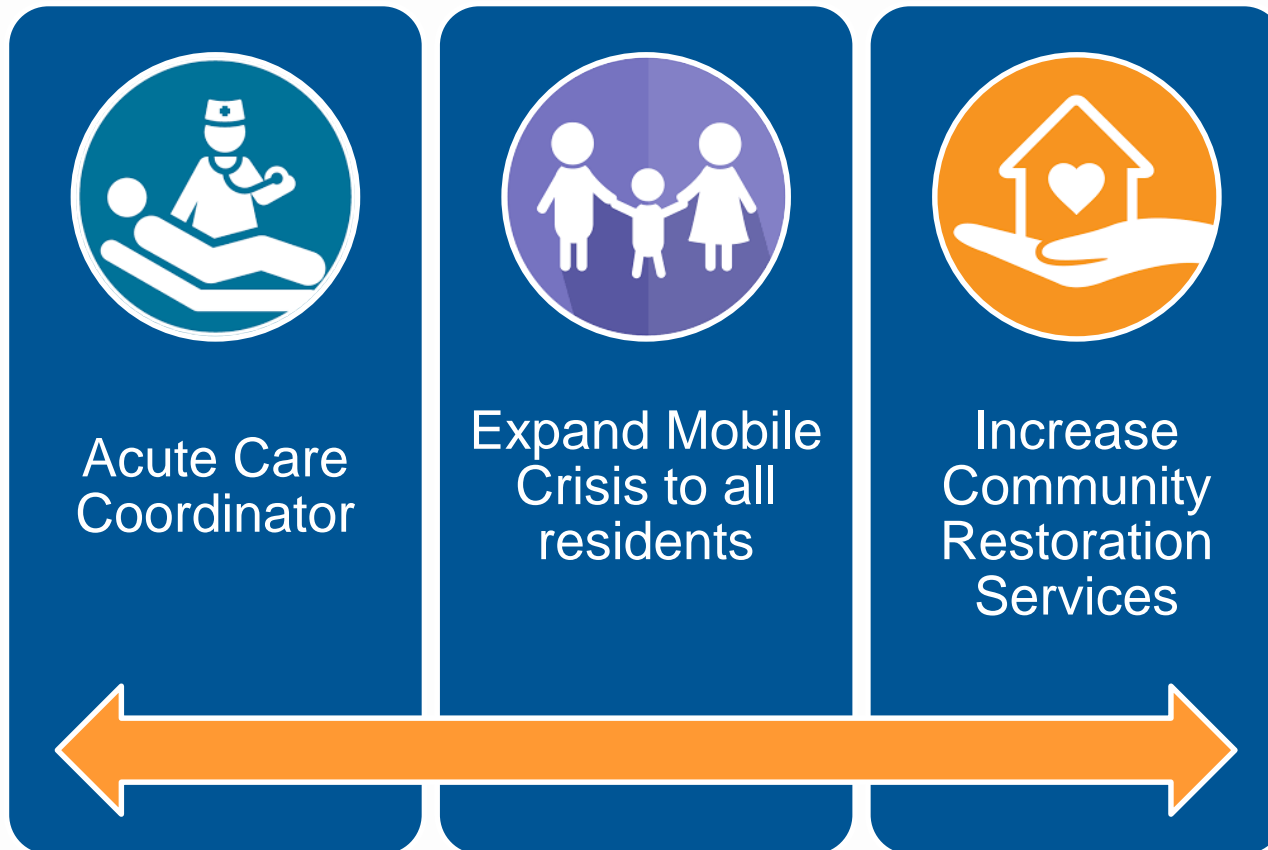 Acute Care
Coordinator
Expand Mobile
Crisis to all
residents
Increase
Community
Restoration
Services